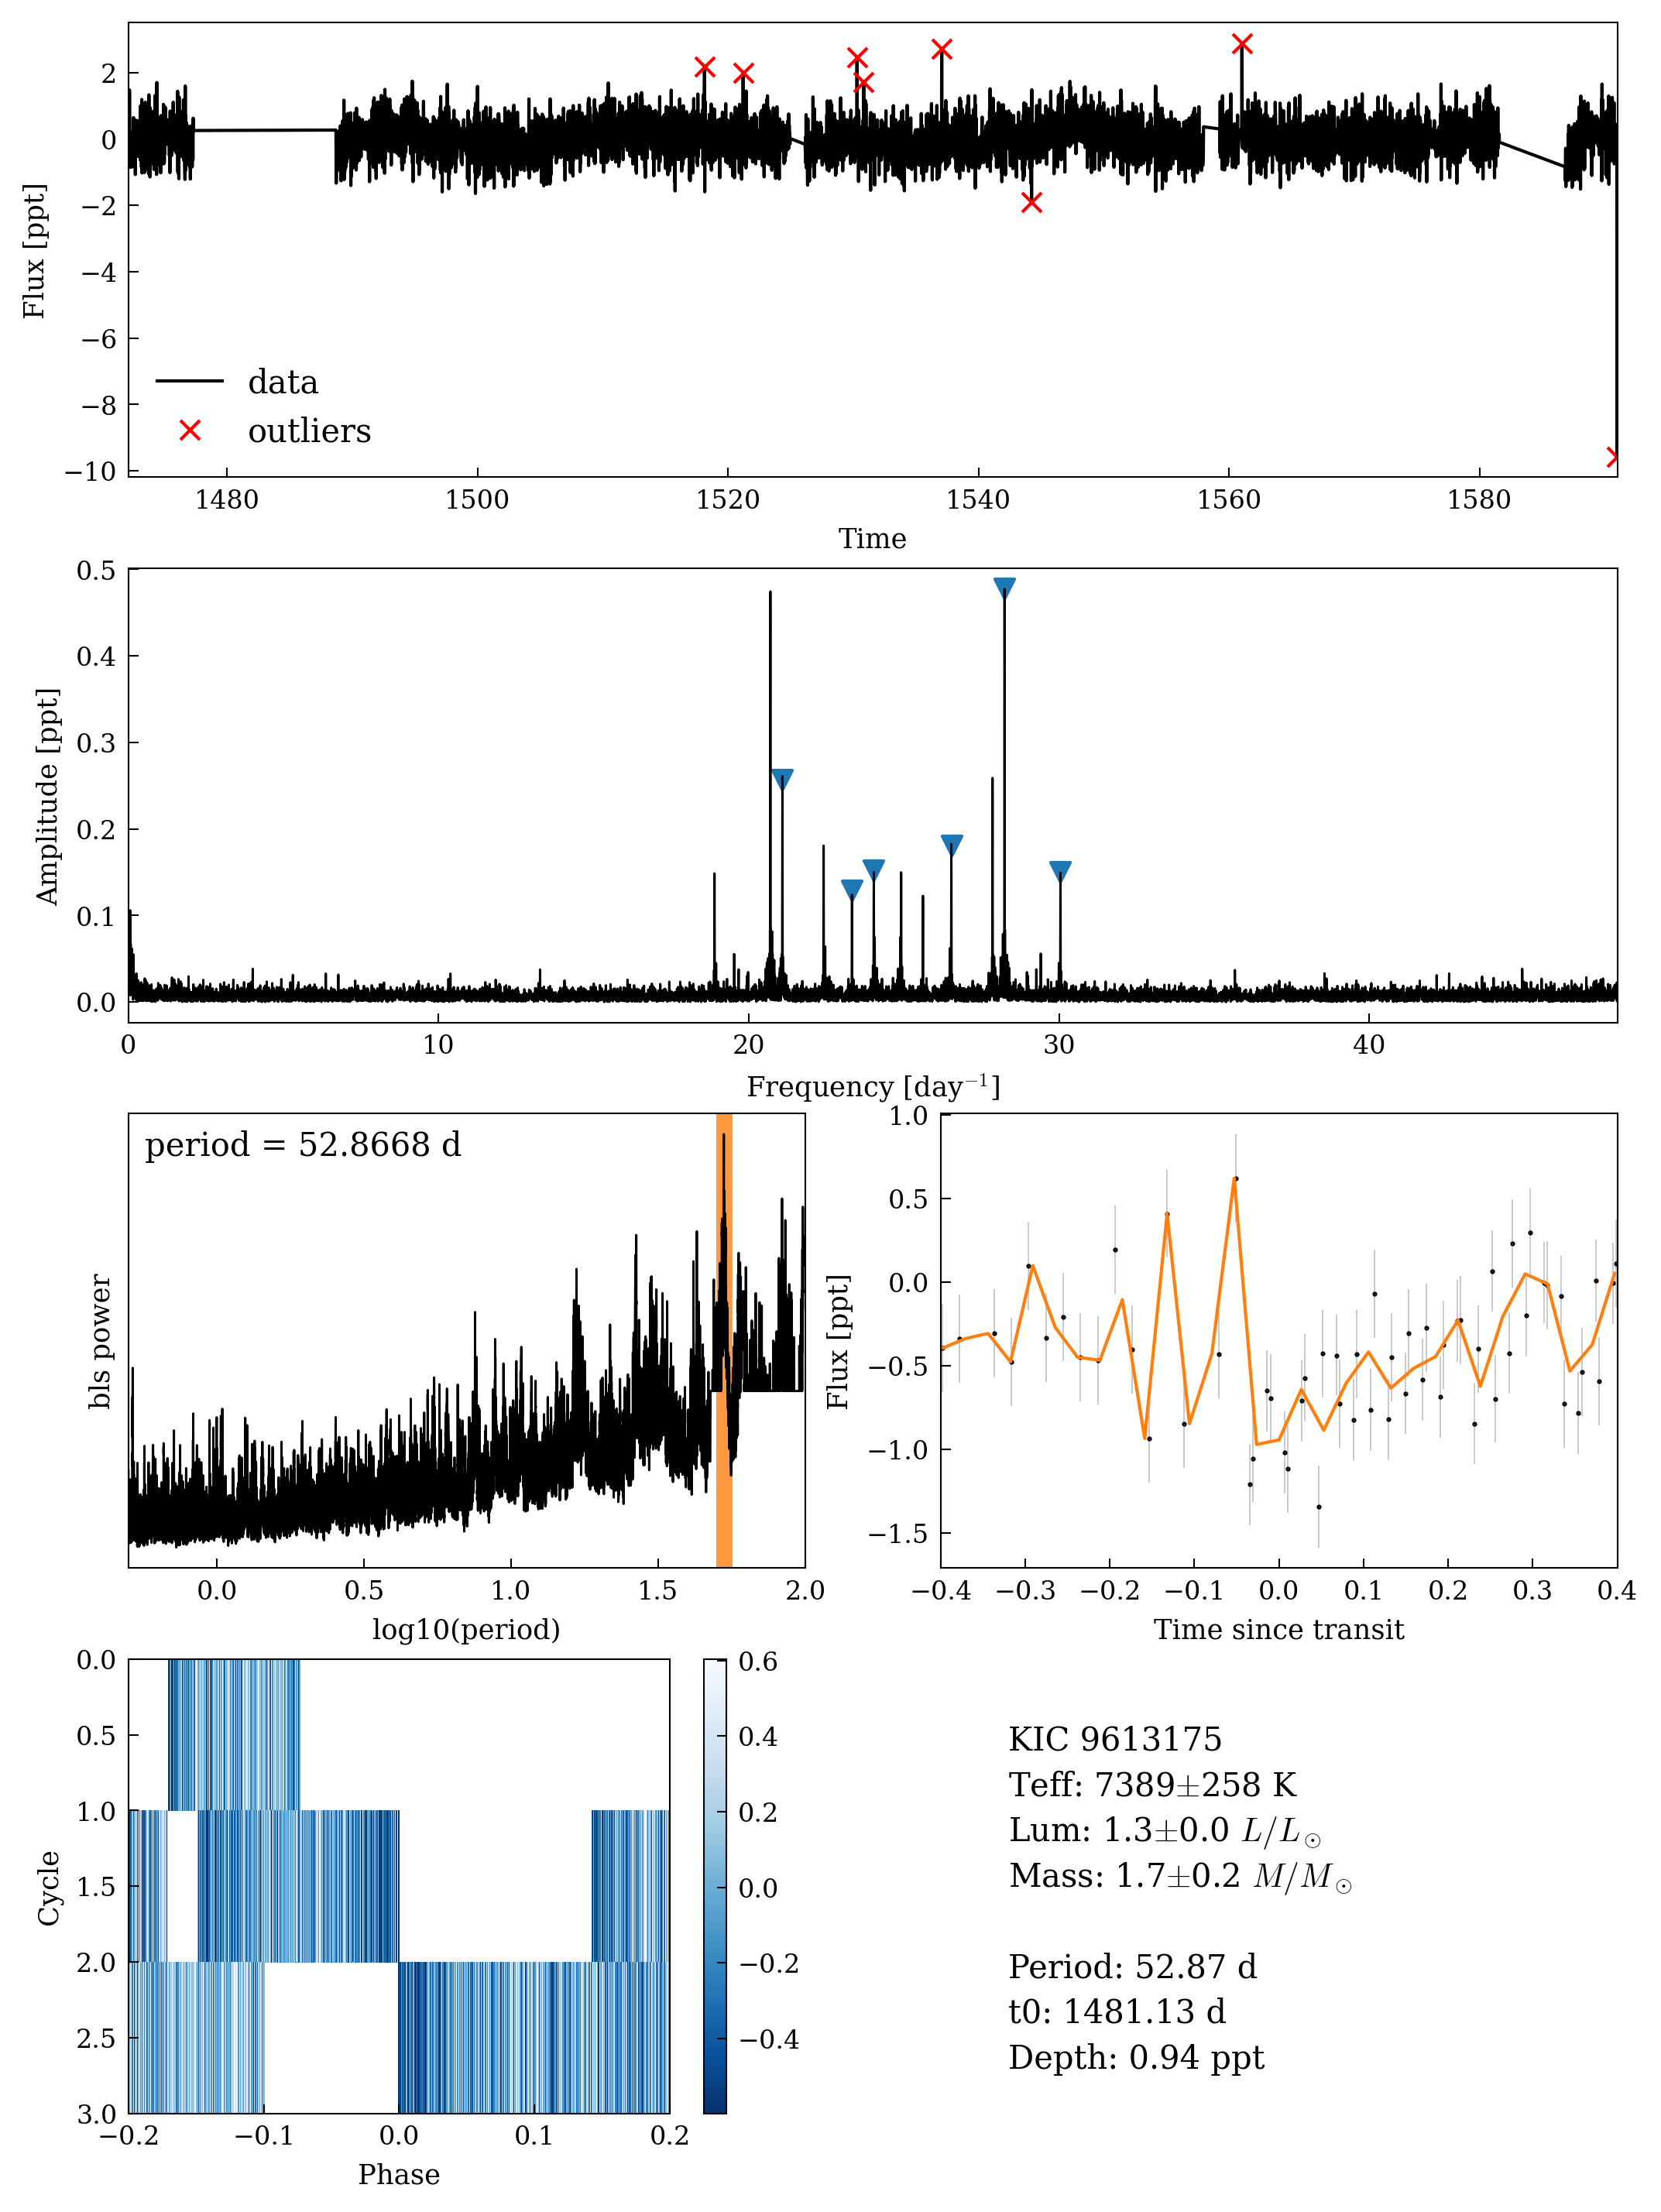 2
0
−2
−4
−6
−8
−10
Flux [ppt]
data
outliers
1480 1500 1520 1540 1560 1580
Time
0.5
0.4
0.3
0.2
0.1
0.0
Amplitude [ppt]
0 10 20 30 40
Frequency [day⁻¹]
period = 52.8668 d
bls power
0.0 0.5 1.0 1.5 2.0
log10(period)
1.0
0.5
0.0
−0.5
−1.0
−1.5
Flux [ppt]
−0.4 −0.3 −0.2 −0.1 0.0 0.1 0.2 0.3 0.4
Time since transit
0.0
0.5
1.0
1.5
2.0
2.5
3.0
Cycle
−0.2 −0.1 0.0 0.1 0.2
Phase
0.6
0.4
0.2
0.0
−0.2
−0.4
KIC 9613175
Teff: 7389±258 K
Lum: 1.3±0.0 L/L⊙
Mass: 1.7±0.2 M/M⊙
Period: 52.87 d
t0: 1481.13 d
Depth: 0.94 ppt